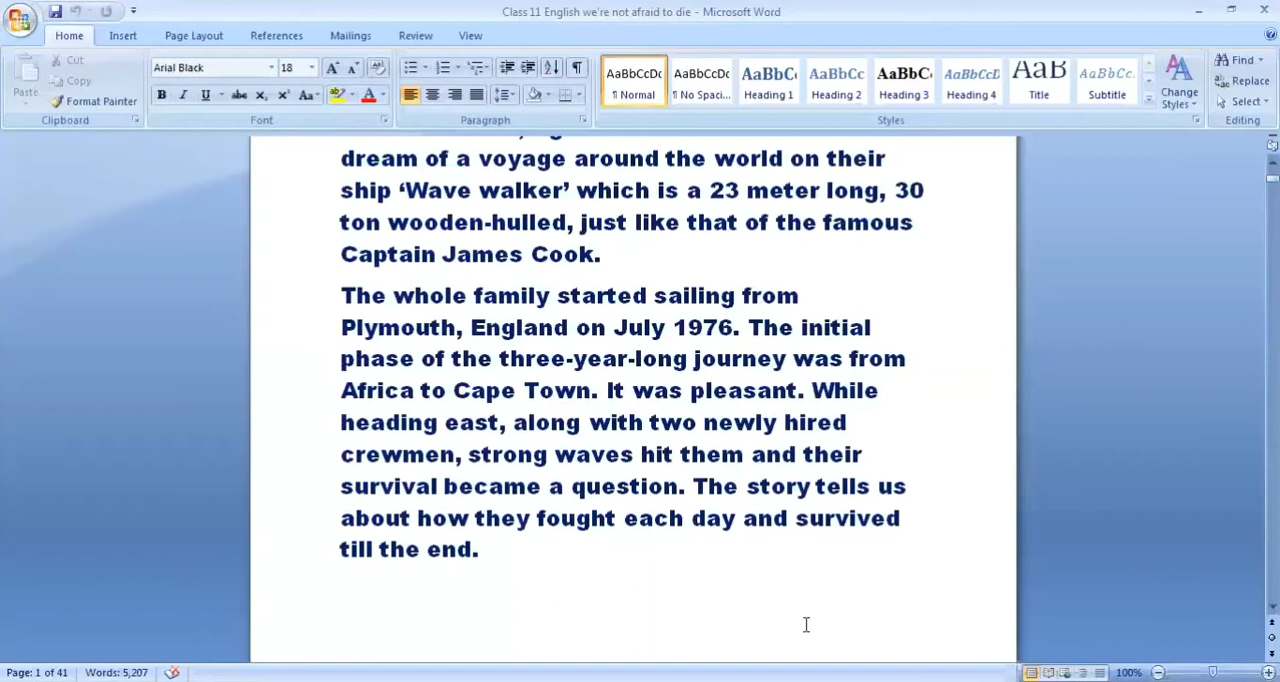 Class 11 English we're not afraid to die - Microsoft Word
Home Insert Page Layout References Mailings Review View
Paste Cut Copy Format Painter
Clipboard
Arial Black 18
Font
Paragraph
AaBbCcDc ¶ Normal
AaBbCcDc ¶ No Spaci...
AaBbC Heading 1
AaBbCc Heading 2
AaBbC Heading 3
AaBbCcD Heading 4
AaB Title
AaBbCc. Subtitle
Change Styles
Styles
Find
Replace
Select
Editing
dream of a voyage around the world on their
ship ‘Wave walker’ which is a 23 meter long, 30
ton wooden-hulled, just like that of the famous
Captain James Cook.
The whole family started sailing from
Plymouth, England on July 1976. The initial
phase of the three-year-long journey was from
Africa to Cape Town. It was pleasant. While
heading east, along with two newly hired
crewmen, strong waves hit them and their
survival became a question. The story tells us
about how they fought each day and survived
till the end.
Page: 1 of 41 Words: 5,207 100%